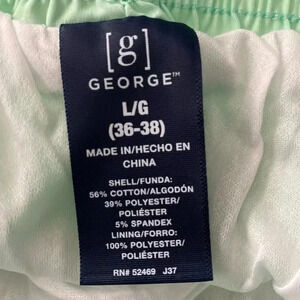 [g]
GEORGE™
L/G
(36-38)
MADE IN/HECHO EN
CHINA
SHELL/FUNDA:
56% COTTON/ALGODÓN
39% POLYESTER/
POLIÉSTER
5% SPANDEX
LINING/FORRO:
100% POLYESTER/
POLIÉSTER
RN# 52469 J37